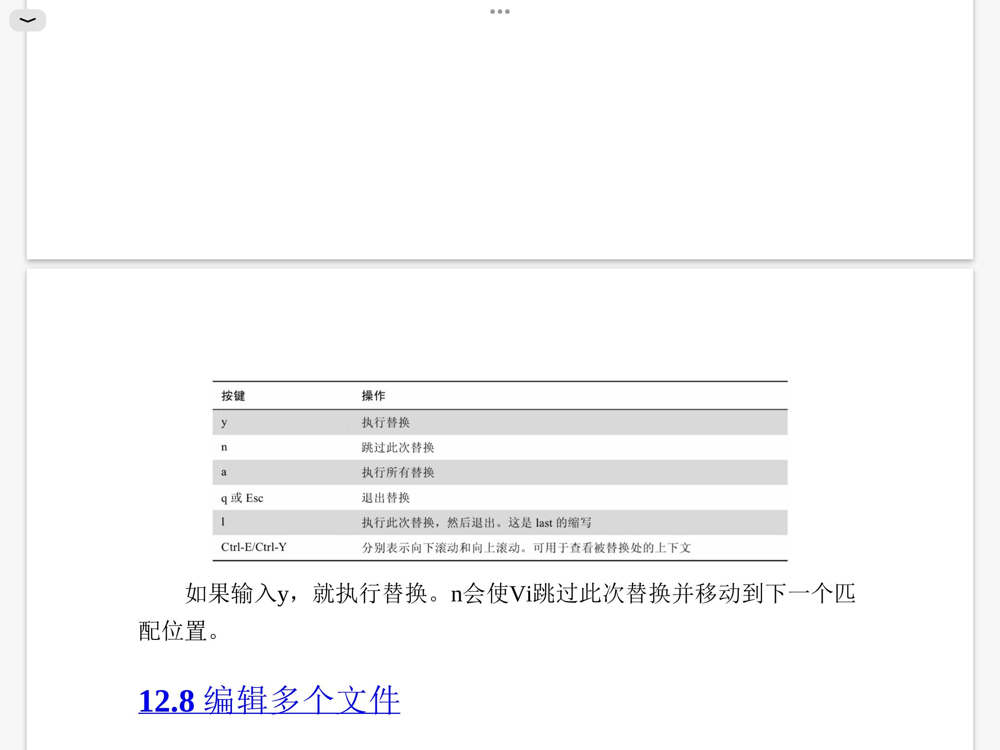 按键 操作
y 执行替换
n 跳过此次替换
a 执行所有替换
q 或 Esc 退出替换
l 执行此次替换，然后退出。这是 last 的缩写
Ctrl-E/Ctrl-Y 分别表示向下滚动和向上滚动。可用于查看被替换处的上下文
如果输入y，就执行替换。n会使Vi跳过此次替换并移动到下一个匹
配位置。
12.8 编辑多个文件